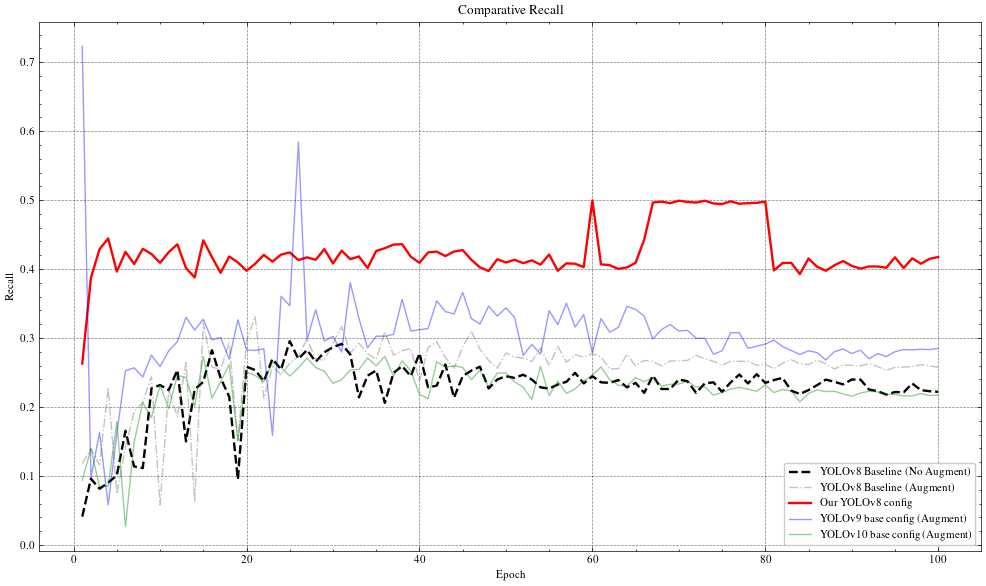 Comparative Recall
Recall
0.7
0.6
0.5
0.4
0.3
0.2
0.1
0.0
0
20
40
60
80
100
Epoch
YOLOv8 Baseline (No Augment)
YOLOv8 Baseline (Augment)
Our YOLOv8 config
YOLOv9 base config (Augment)
YOLOv10 base config (Augment)